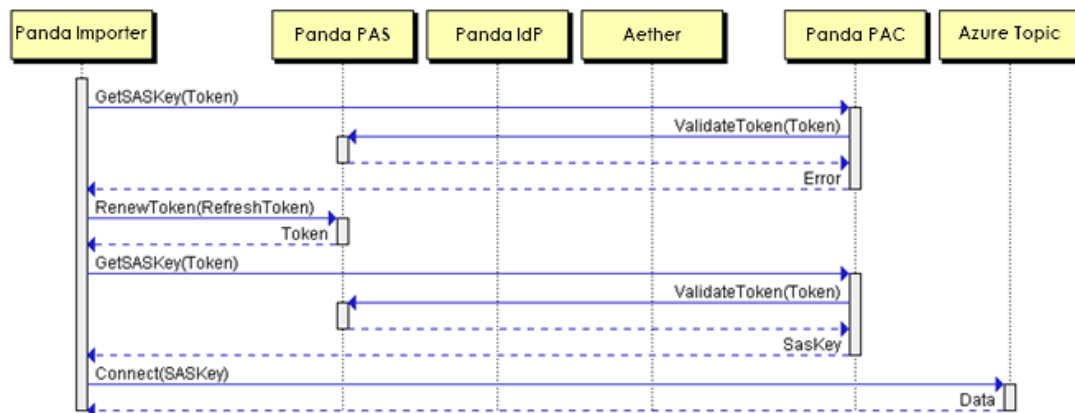 Panda Importer
Panda PAS
Panda IdP
Aether
Panda PAC
Azure Topic
GetSASKey(Token)
ValidateToken(Token)
Error
RenewToken(RefreshToken)
Token
GetSASKey(Token)
ValidateToken(Token)
SasKey
Connect(SASKey)
Data